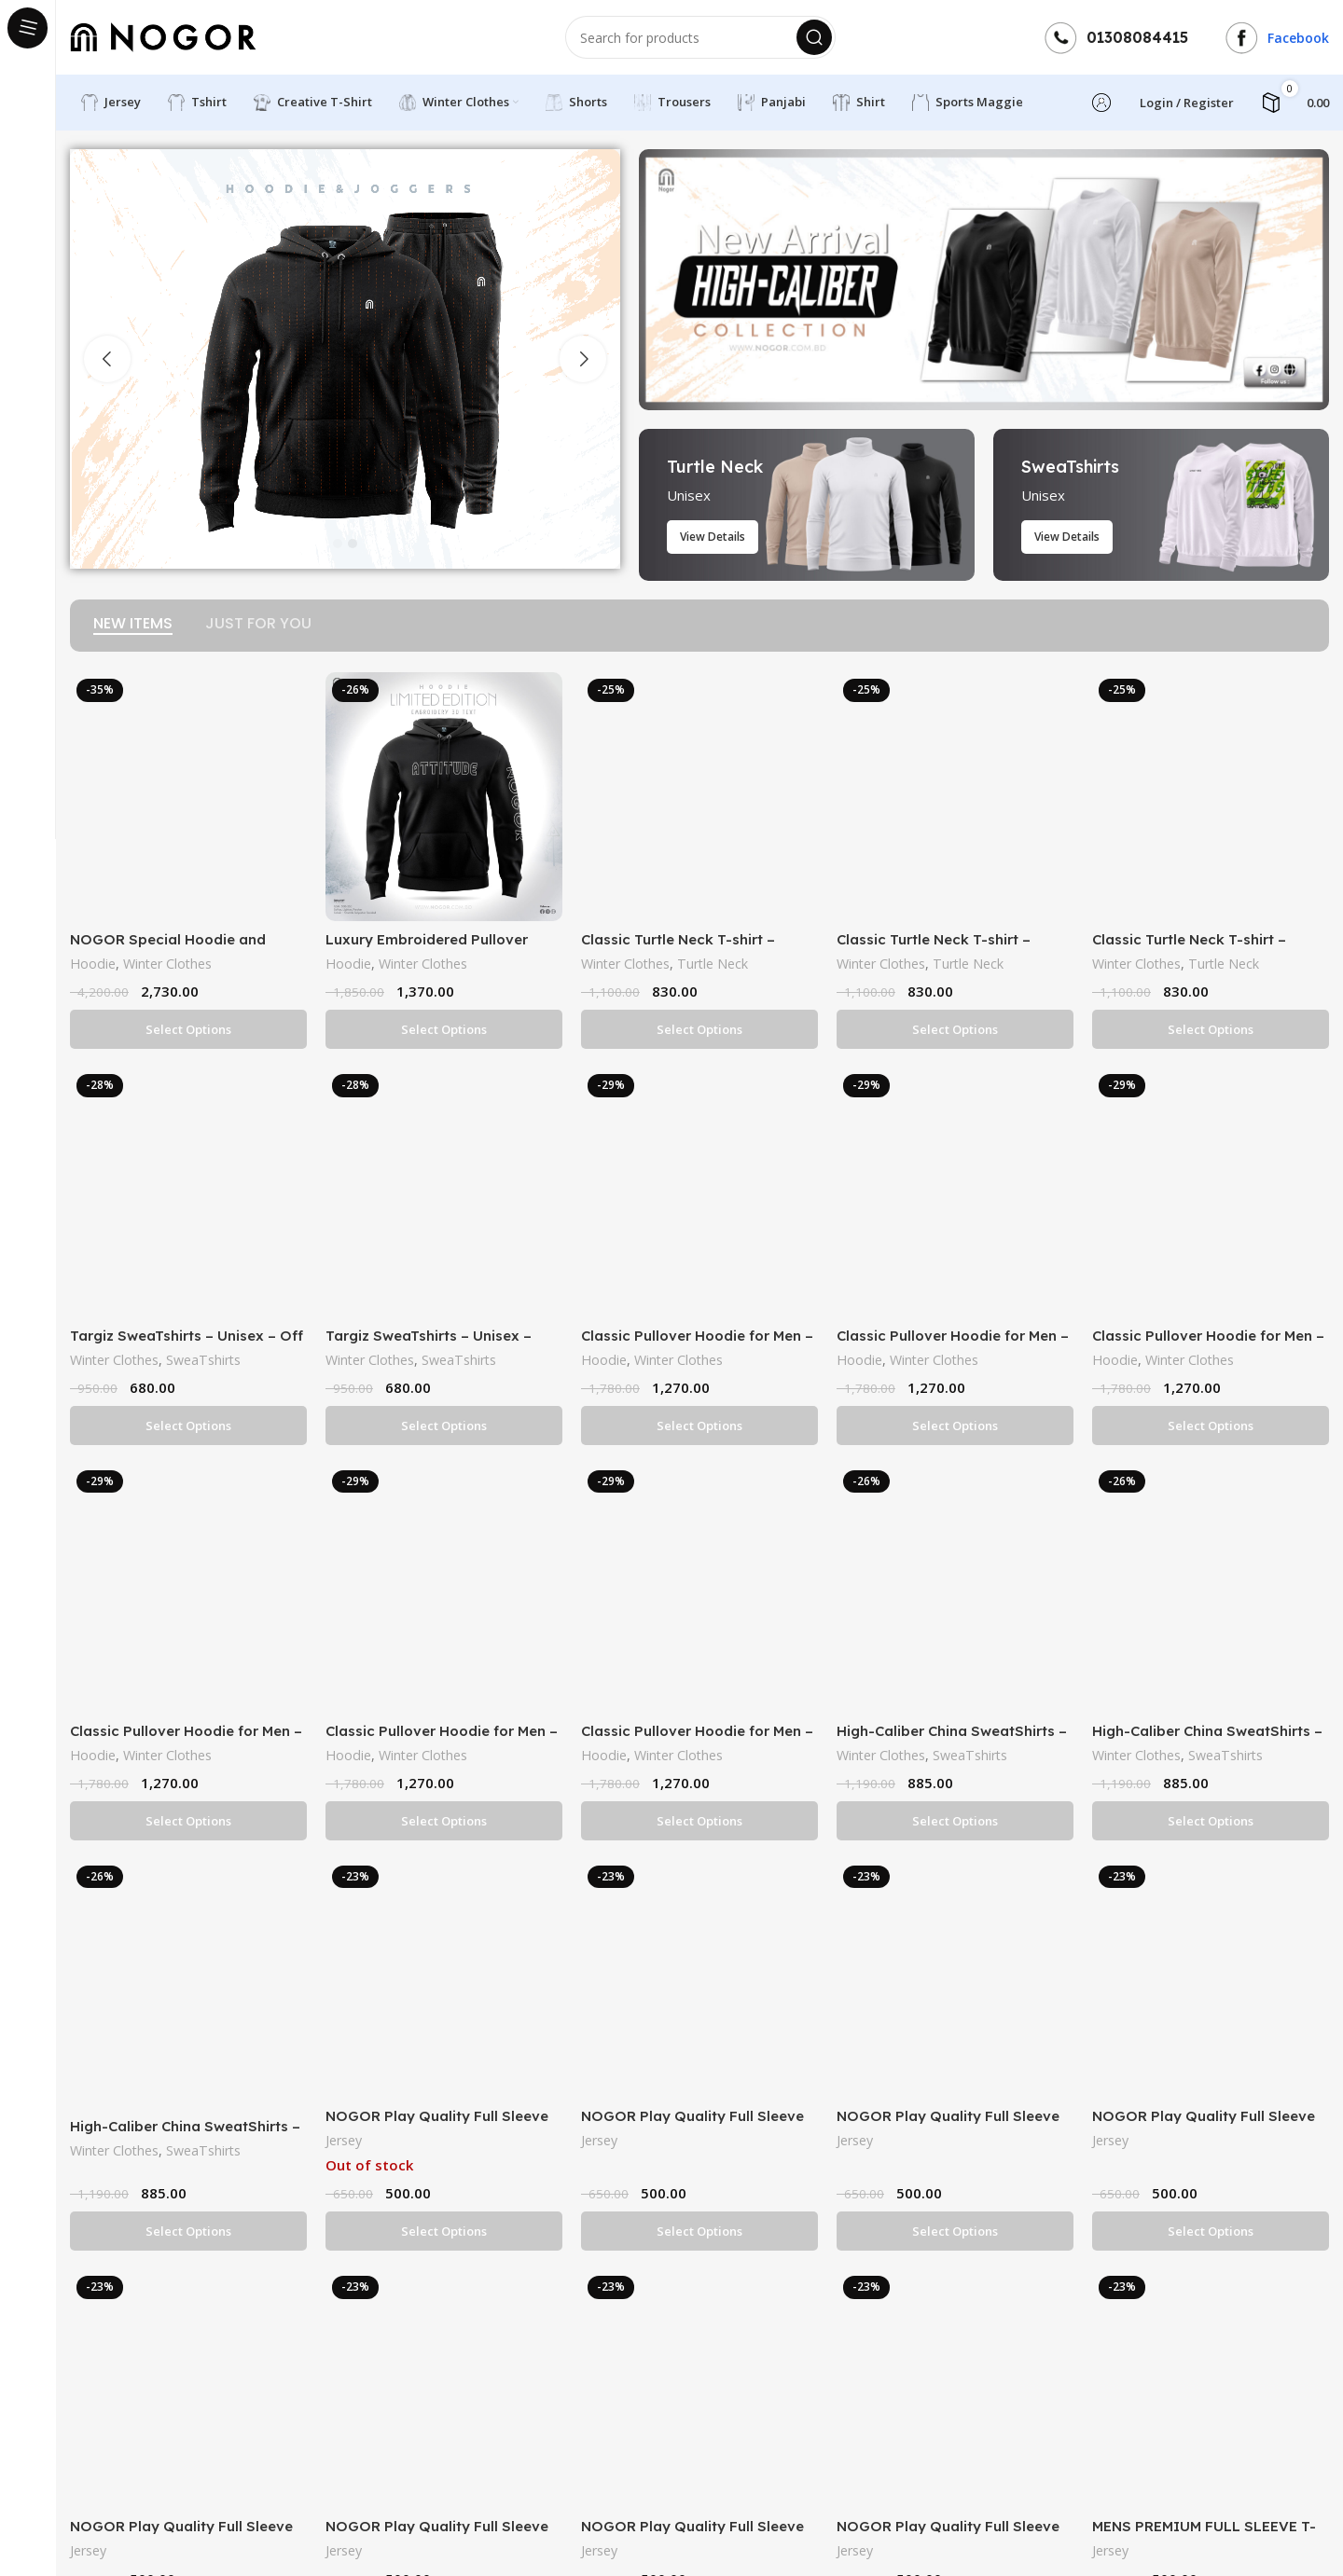 NOGOR
Search for products
01308084415
Facebook
Jersey
Tshirt
Creative T-Shirt
Winter Clothes
Shorts
Trousers
Panjabi
Shirt
Sports Maggie
Login / Register
0
0.00
HOODIE&JOGGERS
Nogor
New Arrival
HIGH-CALIBER
COLLECTION
WWW.NOGOR.COM.BD
Follow us :
Turtle Neck
Unisex
View Details
SweaTshirts
Unisex
View Details
NEW ITEMS JUST FOR YOU
-35% -26% -25% -25% -25%
HOODIE
LIMITED EDITION
EMBROIDERY 3D TEXT
ATTITUDE
NOGOR
NOGOR Special Hoodie and Luxury Embroidered Pullover Classic Turtle Neck T-shirt – Classic Turtle Neck T-shirt – Classic Turtle Neck T-shirt –
Hoodie, Winter Clothes Hoodie, Winter Clothes Winter Clothes, Turtle Neck Winter Clothes, Turtle Neck Winter Clothes, Turtle Neck
4,200.00 2,730.00 1,850.00 1,370.00 1,100.00 830.00 1,100.00 830.00 1,100.00 830.00
Select Options Select Options Select Options Select Options Select Options
-28% -28% -29% -29% -29%
Targiz SweaTshirts – Unisex – Off Targiz SweaTshirts – Unisex – Classic Pullover Hoodie for Men – Classic Pullover Hoodie for Men – Classic Pullover Hoodie for Men –
Winter Clothes, SweaTshirts Winter Clothes, SweaTshirts Hoodie, Winter Clothes Hoodie, Winter Clothes Hoodie, Winter Clothes
950.00 680.00 950.00 680.00 1,780.00 1,270.00 1,780.00 1,270.00 1,780.00 1,270.00
Select Options Select Options Select Options Select Options Select Options
-29% -29% -29% -26% -26%
Classic Pullover Hoodie for Men – Classic Pullover Hoodie for Men – Classic Pullover Hoodie for Men – High-Caliber China SweatShirts – High-Caliber China SweatShirts –
Hoodie, Winter Clothes Hoodie, Winter Clothes Hoodie, Winter Clothes Winter Clothes, SweaTshirts Winter Clothes, SweaTshirts
1,780.00 1,270.00 1,780.00 1,270.00 1,780.00 1,270.00 1,190.00 885.00 1,190.00 885.00
Select Options Select Options Select Options Select Options Select Options
-26% -23% -23% -23% -23%
High-Caliber China SweatShirts – NOGOR Play Quality Full Sleeve NOGOR Play Quality Full Sleeve NOGOR Play Quality Full Sleeve NOGOR Play Quality Full Sleeve
Winter Clothes, SweaTshirts Jersey Jersey Jersey Jersey
Out of stock
1,190.00 885.00 650.00 500.00 650.00 500.00 650.00 500.00 650.00 500.00
Select Options Select Options Select Options Select Options Select Options
-23% -23% -23% -23% -23%
NOGOR Play Quality Full Sleeve NOGOR Play Quality Full Sleeve NOGOR Play Quality Full Sleeve NOGOR Play Quality Full Sleeve MENS PREMIUM FULL SLEEVE T-
Jersey Jersey Jersey Jersey Jersey